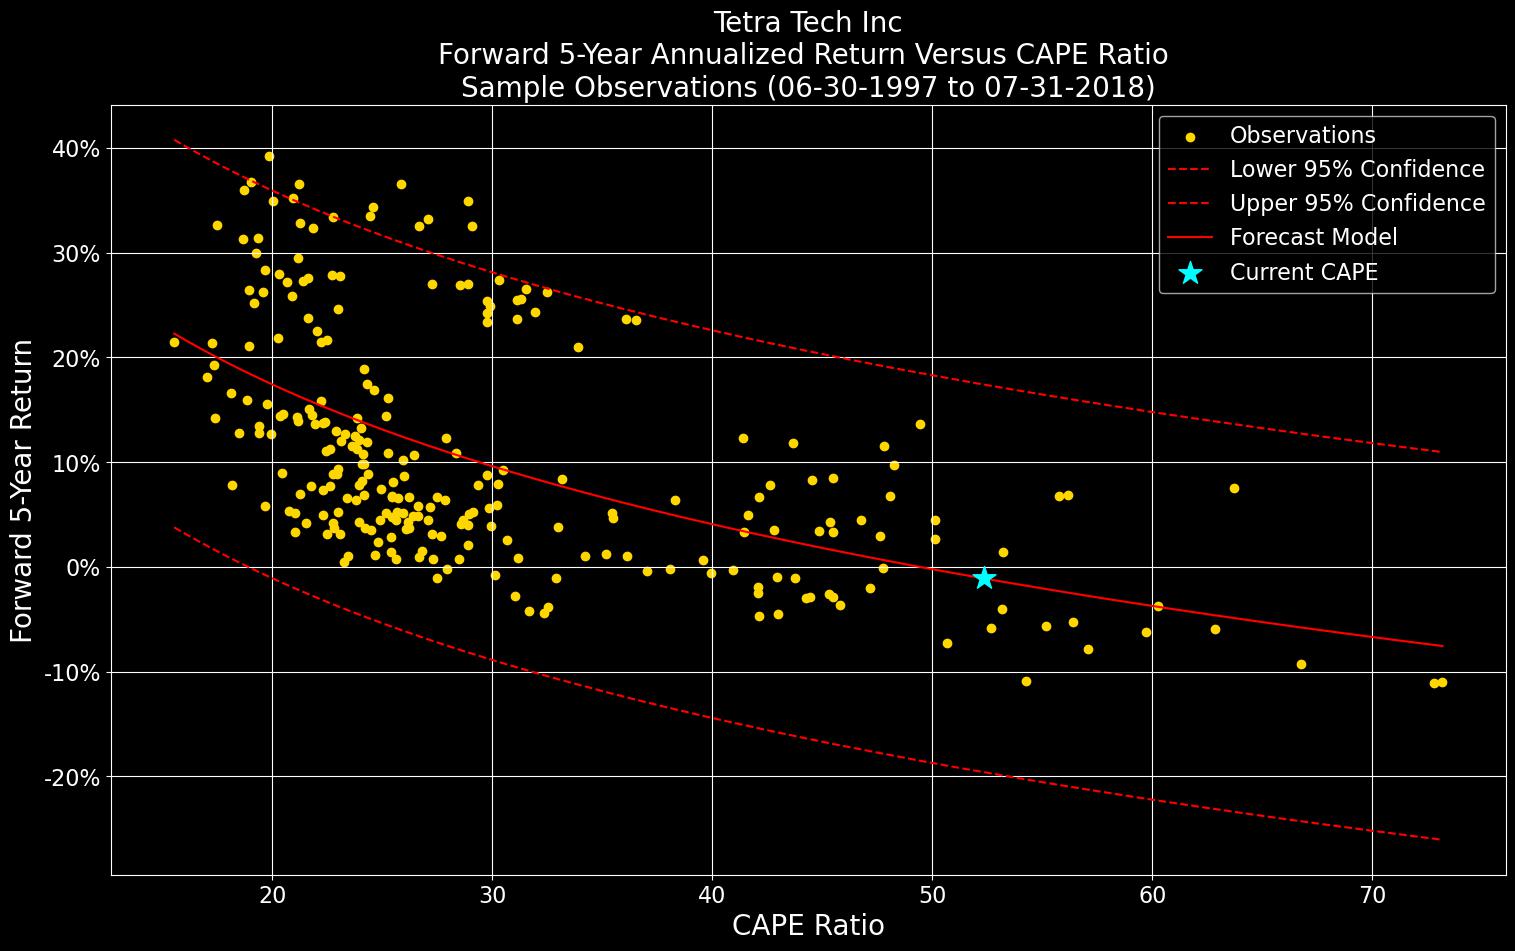 Tetra Tech Inc
Forward 5-Year Annualized Return Versus CAPE Ratio
Sample Observations (06-30-1997 to 07-31-2018)
Observations
Lower 95% Confidence
Upper 95% Confidence
Forecast Model
Current CAPE
Forward 5-Year Return
40%
30%
20%
10%
0%
-10%
-20%
20
30
40
50
60
70
CAPE Ratio